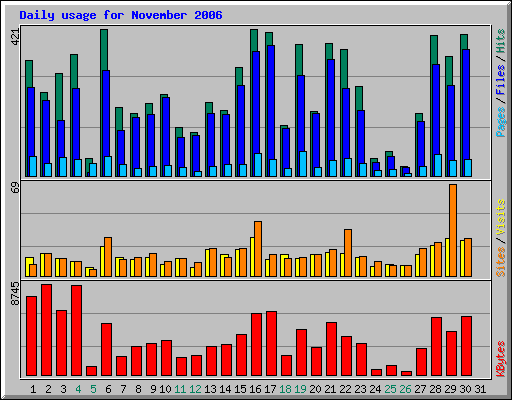 Daily usage for November 2006
421
Pages / Files / Hits
69
Sites / Visits
8745
KBytes
1 2 3 4 5 6 7 8 9 10 11 12 13 14 15 16 17 18 19 20 21 22 23 24 25 26 27 28 29 30 31